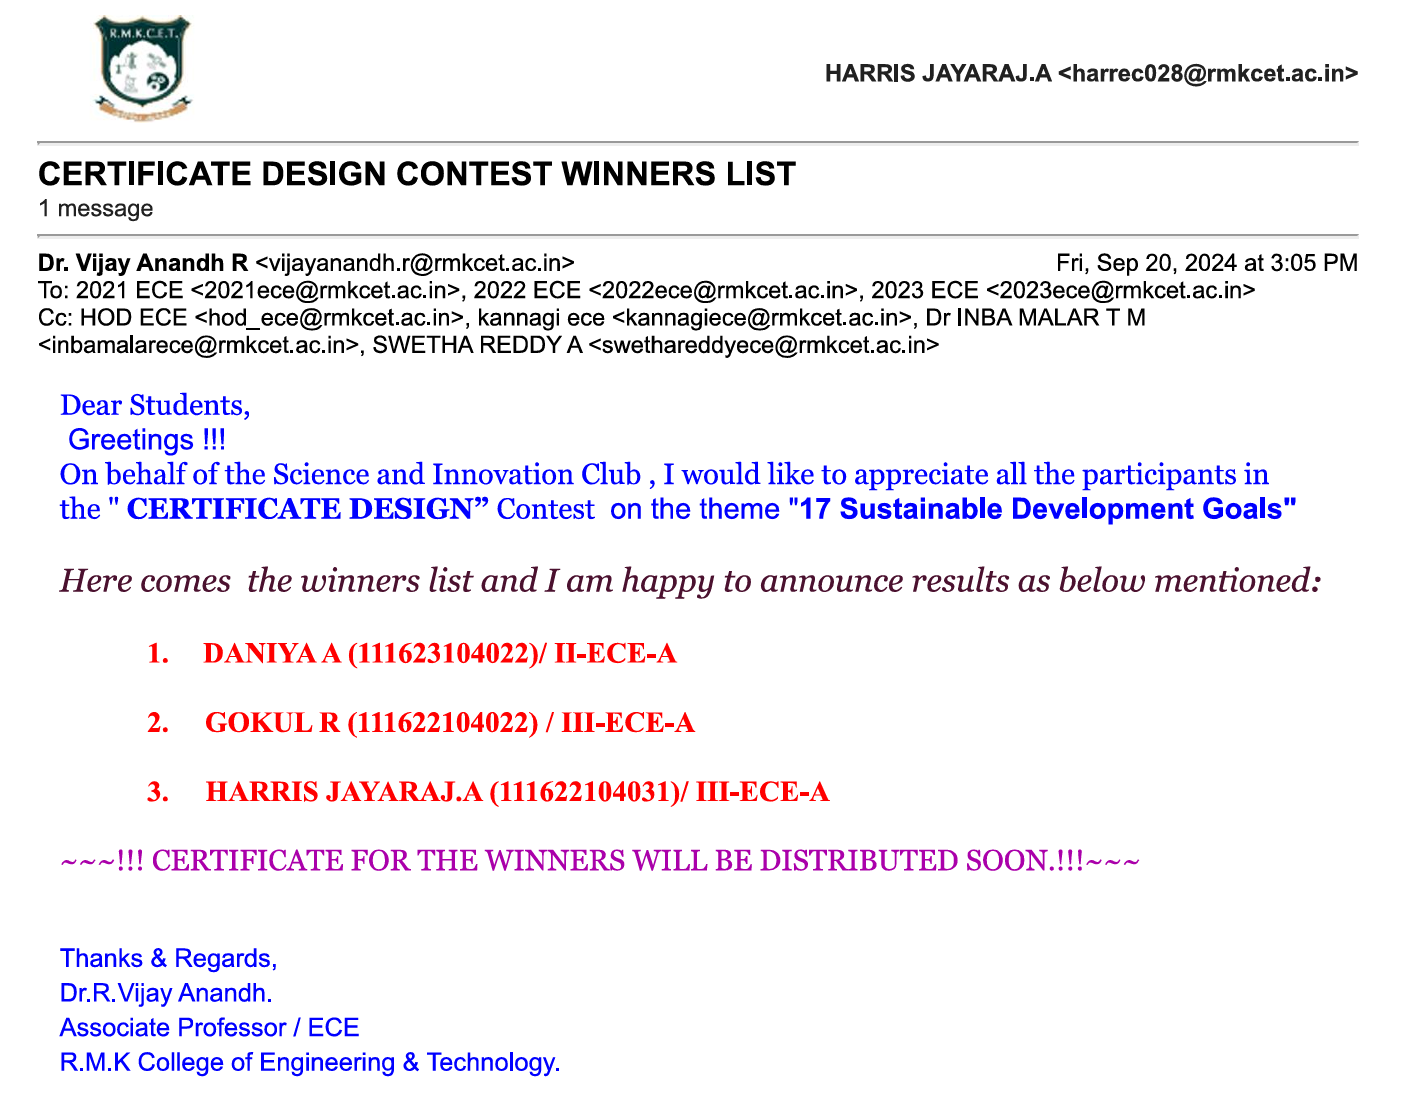 R.M.K.C.E.T.
HARRIS JAYARAJ.A <harrec028@rmkcet.ac.in>
CERTIFICATE DESIGN CONTEST WINNERS LIST
1 message
Dr. Vijay Anandh R <vijayanandh.r@rmkcet.ac.in> Fri, Sep 20, 2024 at 3:05 PM
To: 2021 ECE <2021ece@rmkcet.ac.in>, 2022 ECE <2022ece@rmkcet.ac.in>, 2023 ECE <2023ece@rmkcet.ac.in>
Cc: HOD ECE <hod_ece@rmkcet.ac.in>, kannagi ece <kannagiece@rmkcet.ac.in>, Dr INBA MALAR T M
<inbamalarece@rmkcet.ac.in>, SWETHA REDDY A <swethareddyece@rmkcet.ac.in>
Dear Students,
Greetings !!!
On behalf of the Science and Innovation Club , I would like to appreciate all the participants in
the " CERTIFICATE DESIGN” Contest on the theme "17 Sustainable Development Goals"
Here comes the winners list and I am happy to announce results as below mentioned:
1. DANIYA A (111623104022)/ II-ECE-A
2. GOKUL R (111622104022) / III-ECE-A
3. HARRIS JAYARAJ.A (111622104031)/ III-ECE-A
~~~!!! CERTIFICATE FOR THE WINNERS WILL BE DISTRIBUTED SOON.!!!~~~
Thanks & Regards,
Dr.R.Vijay Anandh.
Associate Professor / ECE
R.M.K College of Engineering & Technology.